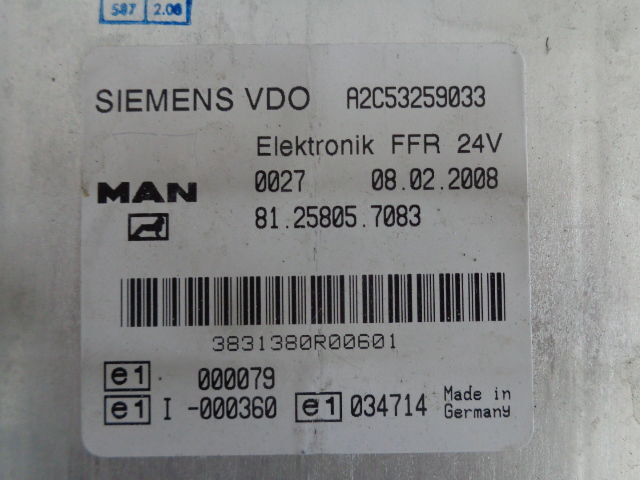 587 2.08
SIEMENS VDO A2C53259033
Elektronik FFR 24V
MAN 0027 08.02.2008
81.25805.7083
3831380R00601
e1 000079
e1 I -000360 e1 034714 Made in
Germany